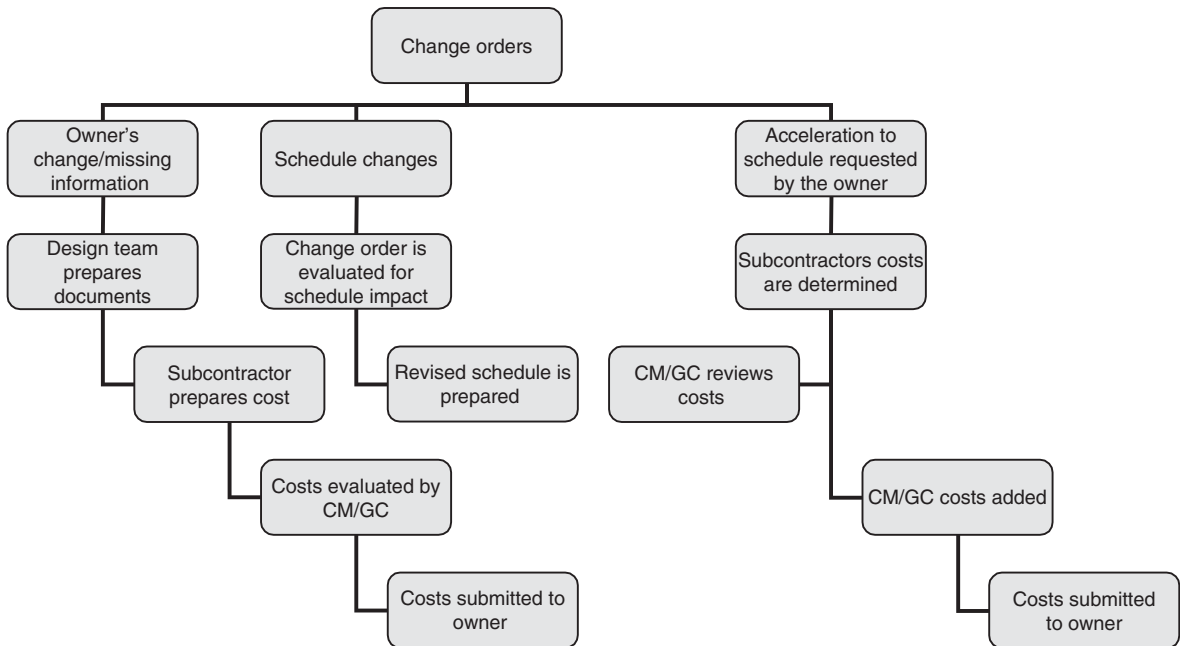 Change orders
Owner's
change/missing
information
Schedule changes
Acceleration to
schedule requested
by the owner
Design team
prepares
documents
Change order is
evaluated for
schedule impact
Subcontractors costs
are determined
Subcontractor
prepares cost
Revised schedule is
prepared
CM/GC reviews
costs
Costs evaluated by
CM/GC
CM/GC costs added
Costs submitted to
owner
Costs submitted
to owner